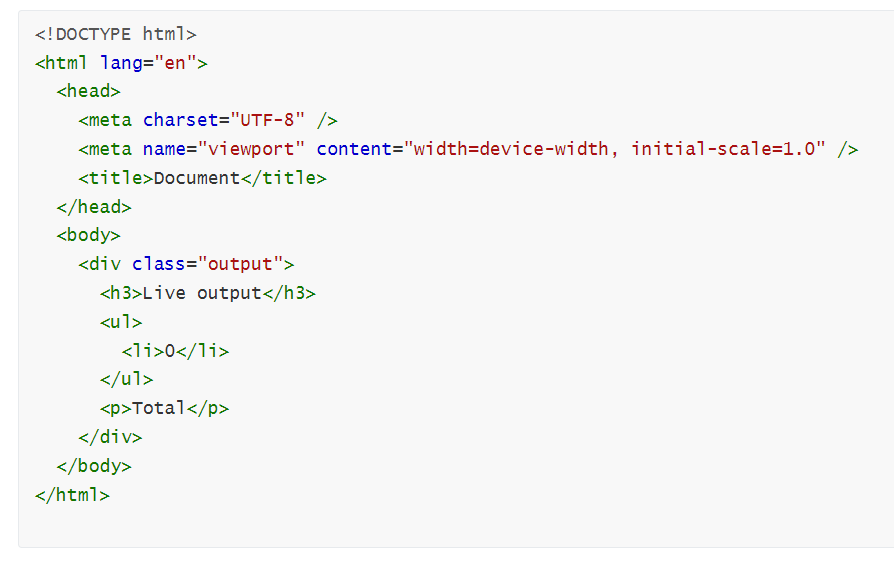 <!DOCTYPE html>
<html lang="en">
  <head>
    <meta charset="UTF-8" />
    <meta name="viewport" content="width=device-width, initial-scale=1.0" />
    <title>Document</title>
  </head>
  <body>
    <div class="output">
      <h3>Live output</h3>
      <ul>
        <li>0</li>
      </ul>
      <p>Total</p>
    </div>
  </body>
</html>